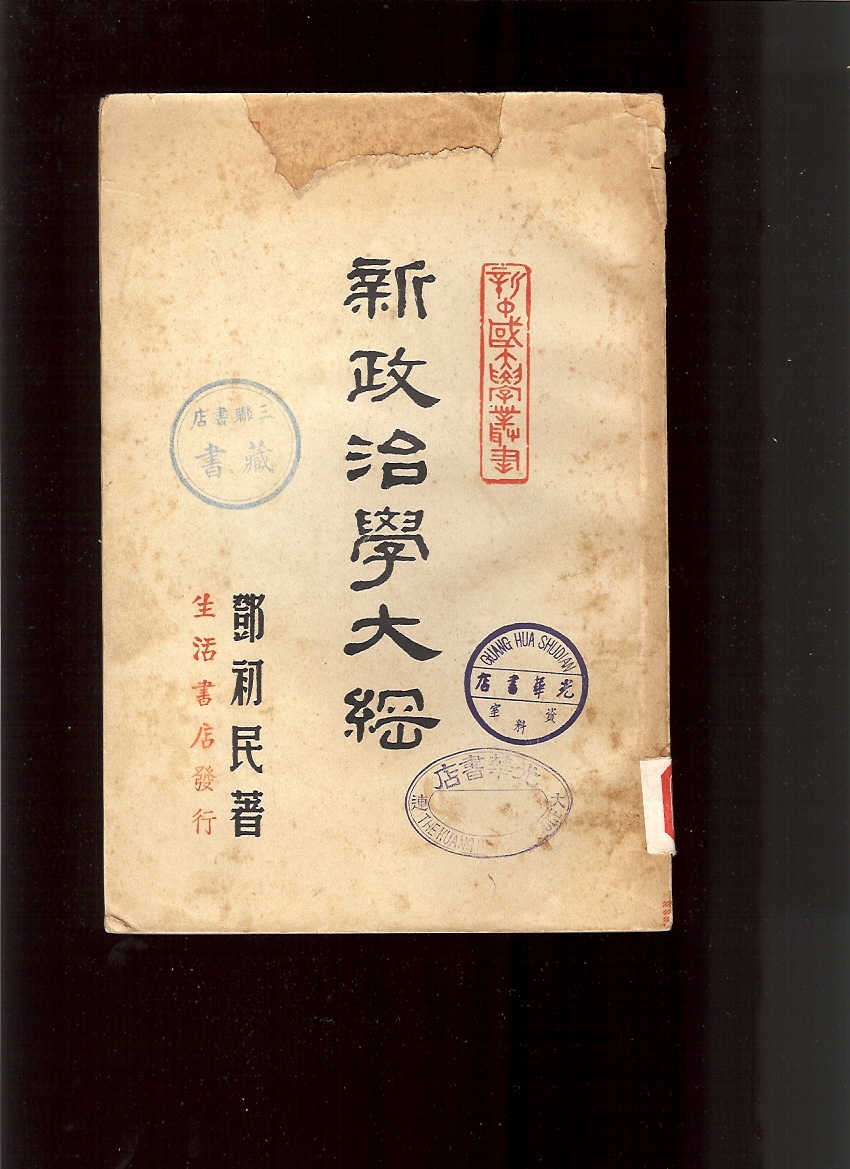 新中國大學叢書
新政治學大綱
鄧初民著
生活書店發行
三聯書店
藏書
GUANG HUA SHUDIAN
光華書店
資料室
光華書店
大連
THE KUANG